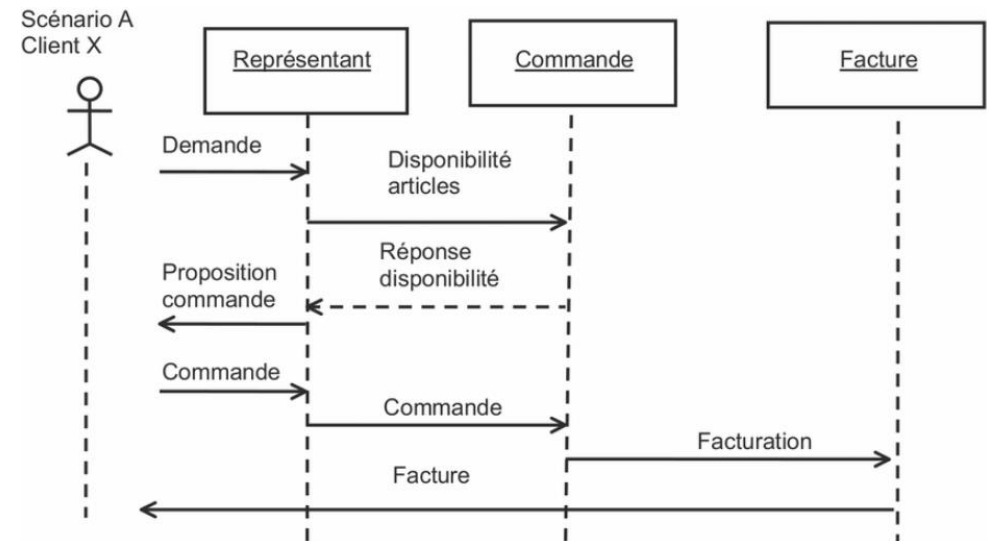 Scénario A
Client X
Représentant
Commande
Facture
Demande
Disponibilité
articles
Réponse
disponibilité
Proposition
commande
Commande
Commande
Facturation
Facture